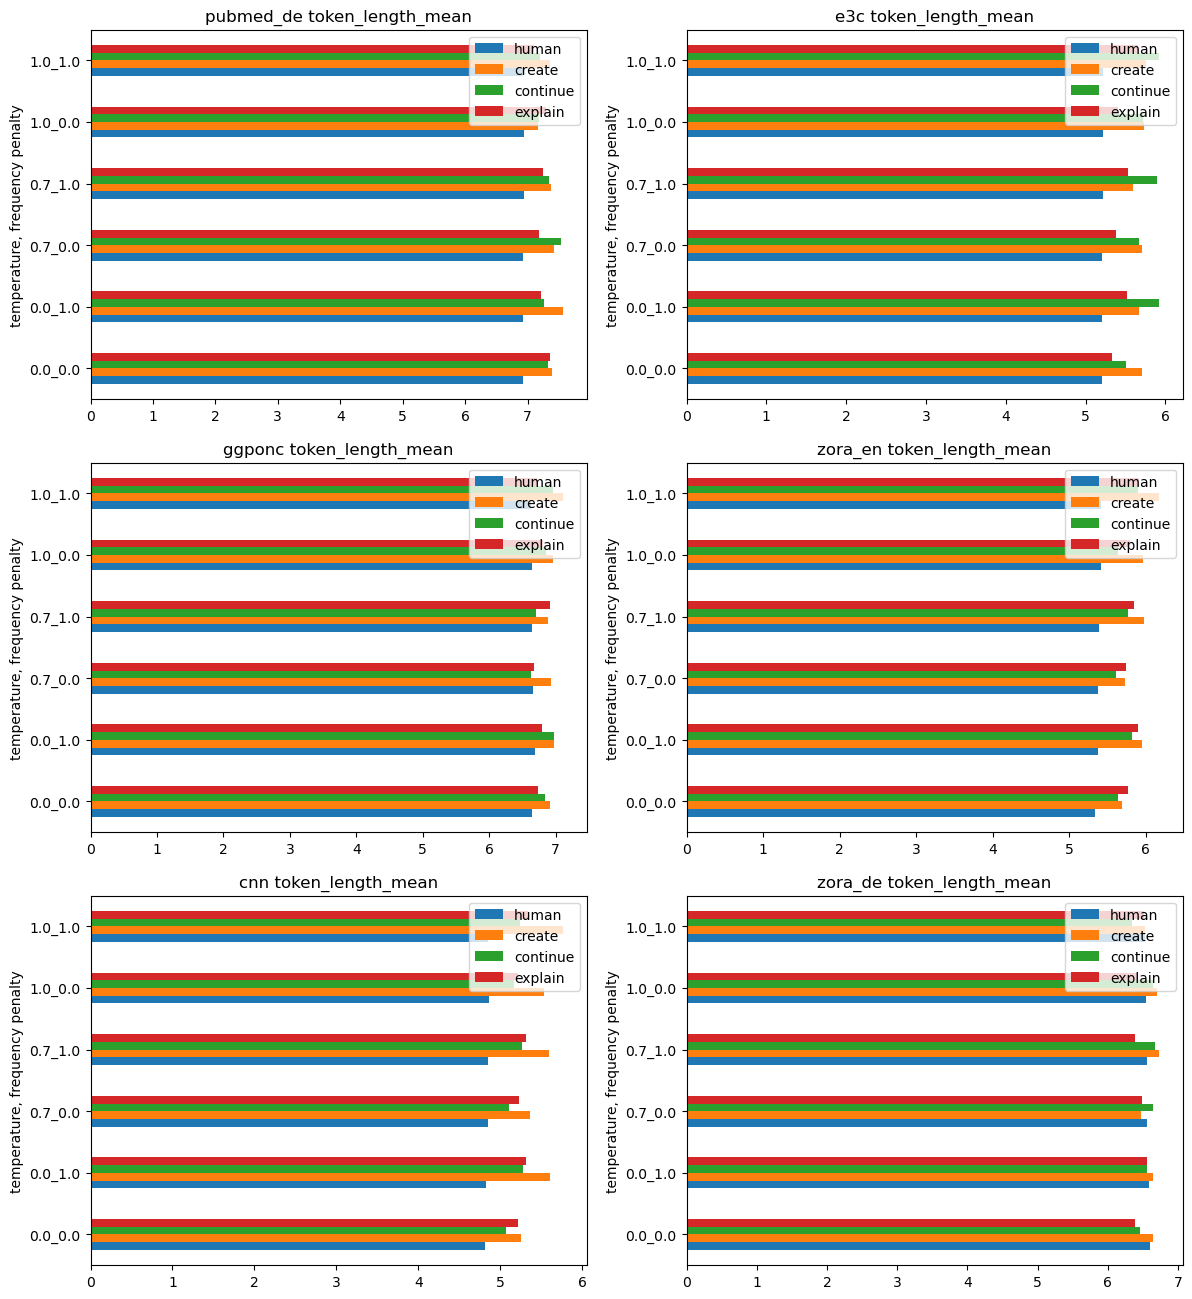 pubmed_de token_length_mean
temperature, frequency penalty
1.0_1.0
1.0_0.0
0.7_1.0
0.7_0.0
0.0_1.0
0.0_0.0
0 1 2 3 4 5 6 7
human
create
continue
explain
e3c token_length_mean
temperature, frequency penalty
1.0_1.0
1.0_0.0
0.7_1.0
0.7_0.0
0.0_1.0
0.0_0.0
0 1 2 3 4 5 6
human
create
continue
explain
ggponc token_length_mean
temperature, frequency penalty
1.0_1.0
1.0_0.0
0.7_1.0
0.7_0.0
0.0_1.0
0.0_0.0
0 1 2 3 4 5 6 7
human
create
continue
explain
zora_en token_length_mean
temperature, frequency penalty
1.0_1.0
1.0_0.0
0.7_1.0
0.7_0.0
0.0_1.0
0.0_0.0
0 1 2 3 4 5 6
human
create
continue
explain
cnn token_length_mean
temperature, frequency penalty
1.0_1.0
1.0_0.0
0.7_1.0
0.7_0.0
0.0_1.0
0.0_0.0
0 1 2 3 4 5 6
human
create
continue
explain
zora_de token_length_mean
temperature, frequency penalty
1.0_1.0
1.0_0.0
0.7_1.0
0.7_0.0
0.0_1.0
0.0_0.0
0 1 2 3 4 5 6 7
human
create
continue
explain